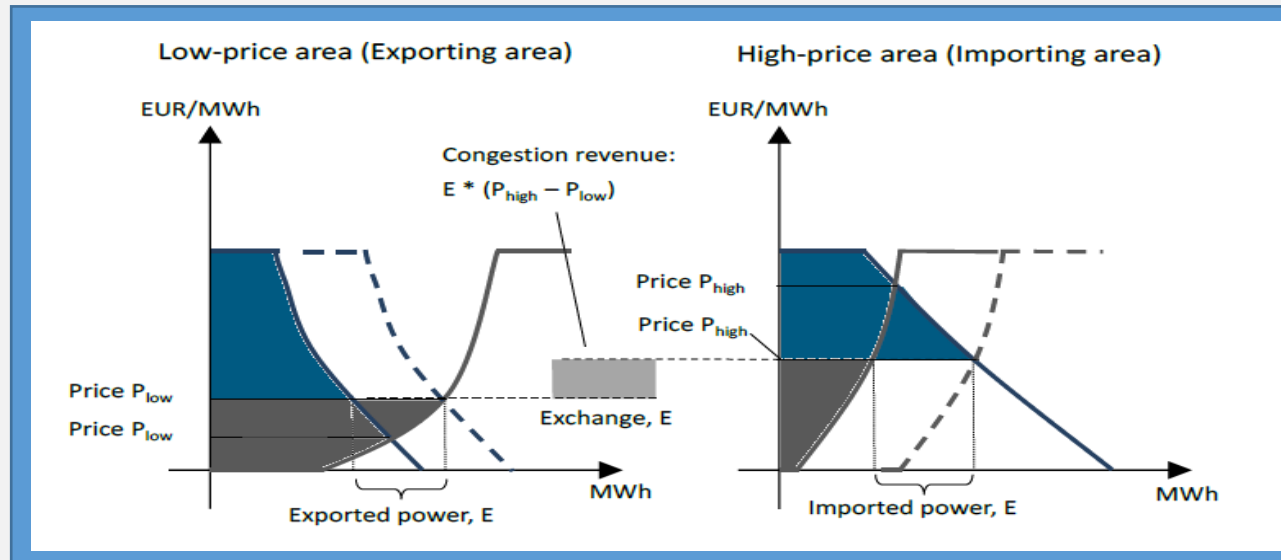 Low-price area (Exporting area)
High-price area (Importing area)
EUR/MWh
EUR/MWh
Congestion revenue:
E * (Phigh – Plow)
Price Phigh
Price Phigh
Price Plow
Price Plow
Exchange, E
MWh
MWh
Exported power, E
Imported power, E